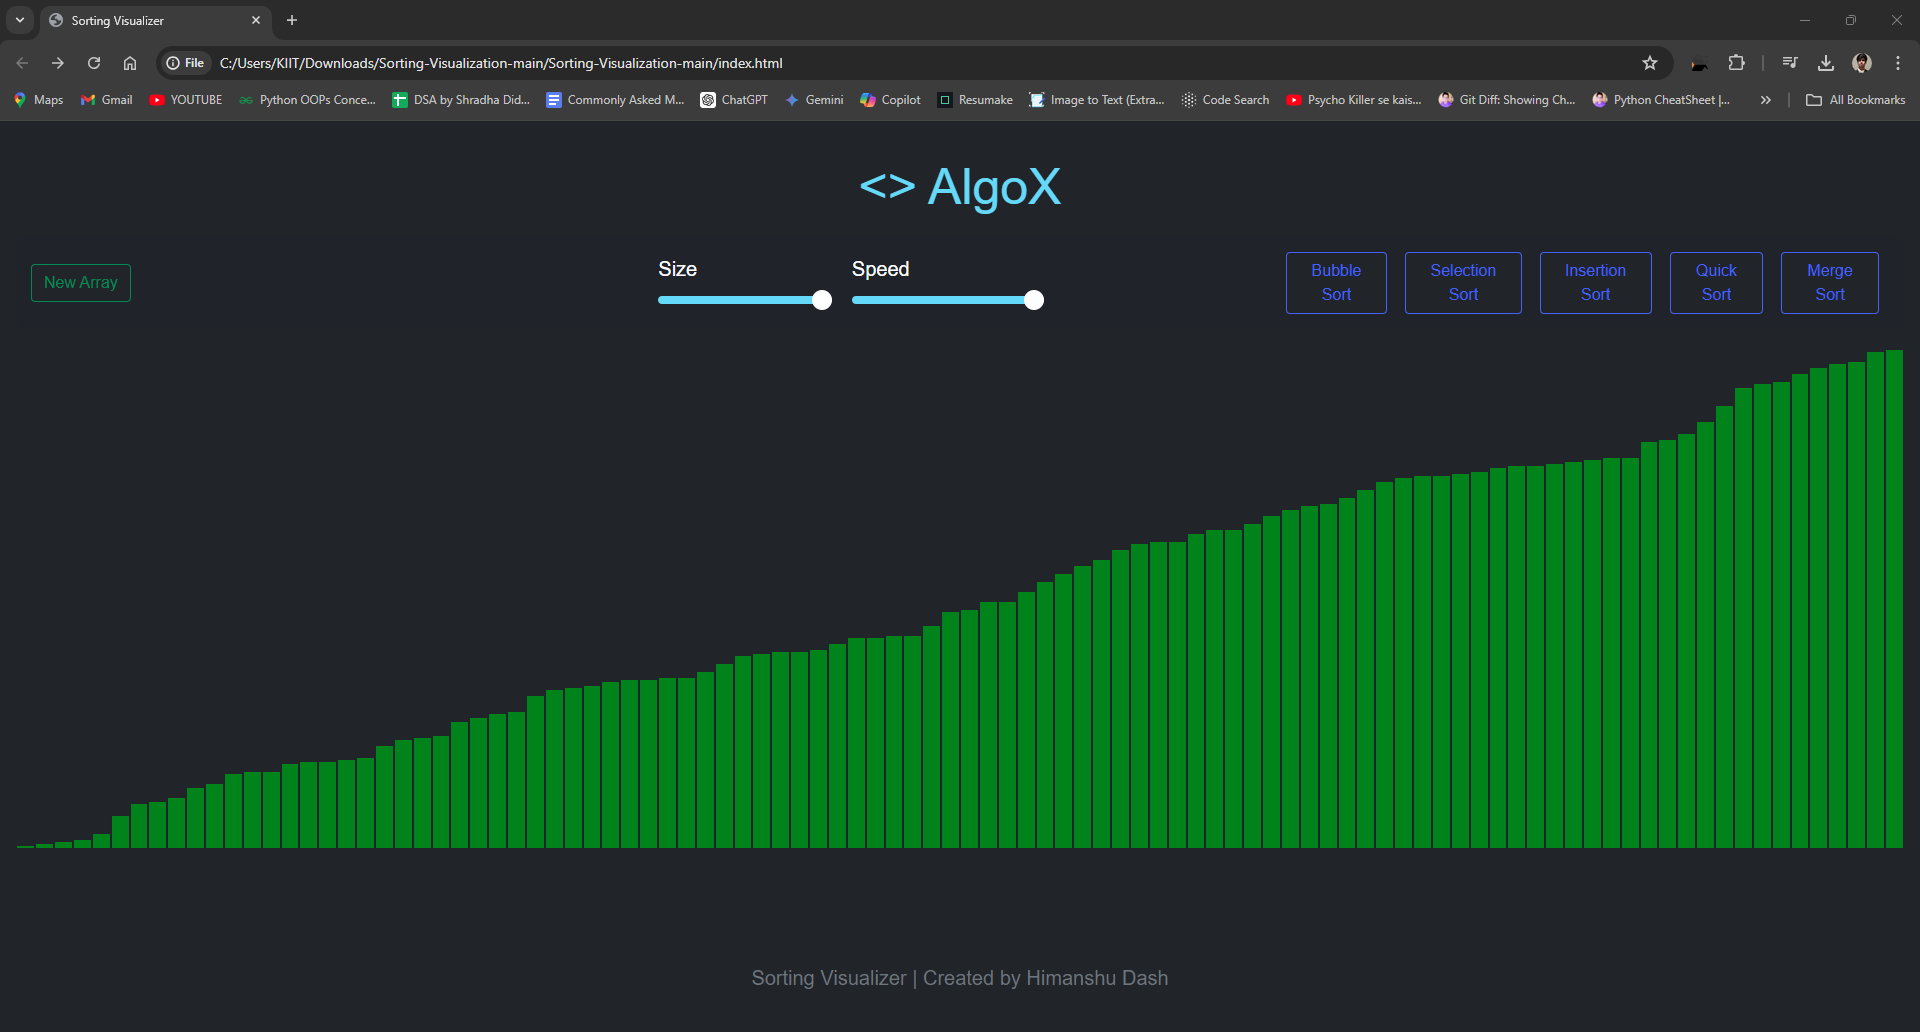 Sorting Visualizer
File C:/Users/KIIT/Downloads/Sorting-Visualization-main/Sorting-Visualization-main/index.html
Maps Gmail YOUTUBE Python OOPs Conce... DSA by Shradha Did... Commonly Asked M... ChatGPT Gemini Copilot Resumake Image to Text (Extra... Code Search Psycho Killer se kais... Git Diff: Showing Ch... Python CheatSheet |... All Bookmarks
<> AlgoX
New Array
Size
Speed
Bubble
Sort
Selection
Sort
Insertion
Sort
Quick
Sort
Merge
Sort
Sorting Visualizer | Created by Himanshu Dash